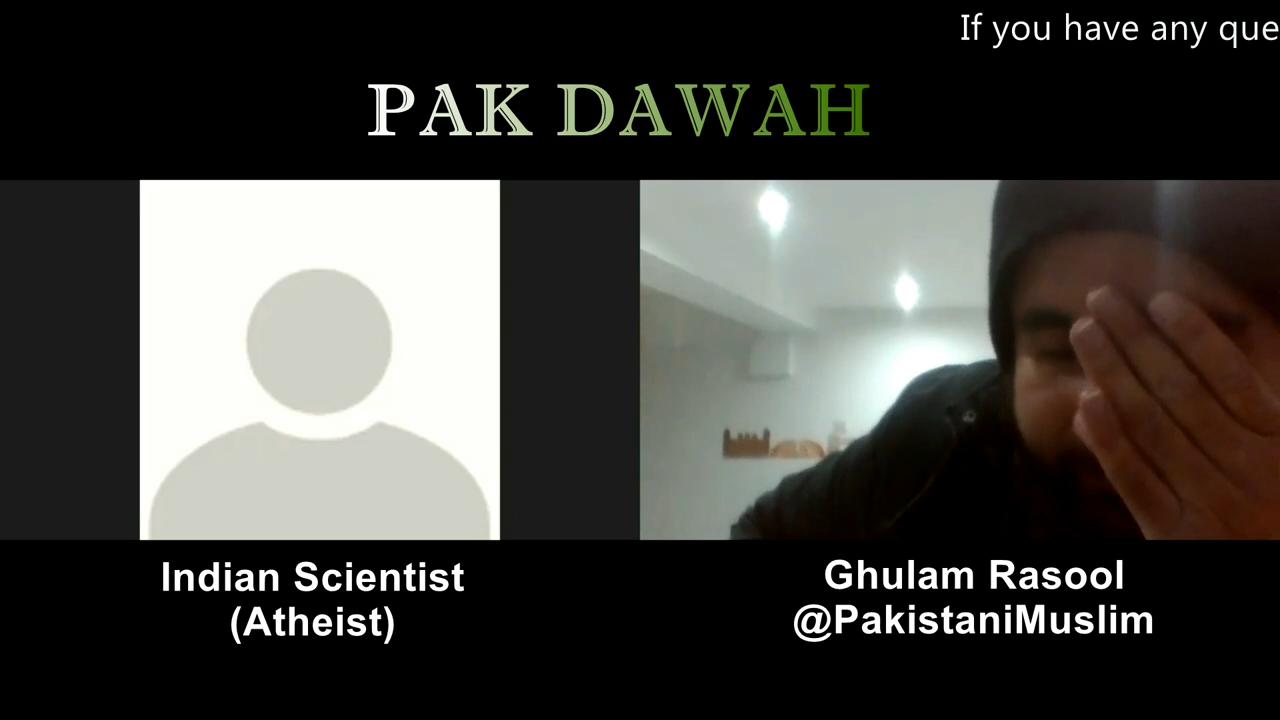 If you have any que
PAK DAWAH
Indian Scientist
(Atheist)
Ghulam Rasool
@PakistaniMuslim